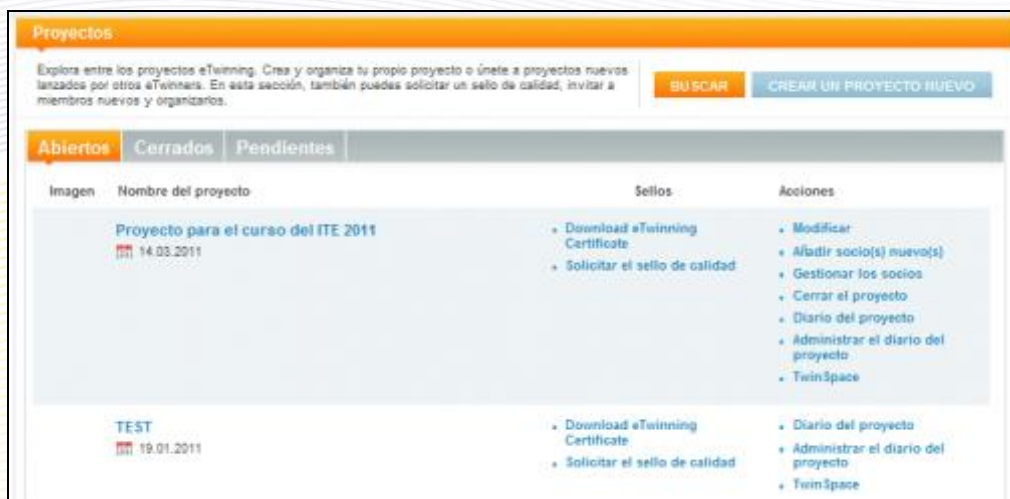 Proyectos
Explora entre los proyectos eTwinning. Crea y organiza tu propio proyecto o únete a proyectos nuevos
lanzados por otros eTwinners. En esta sección, también puedes solicitar un sello de calidad, invitar a
miembros nuevos y organizarlos.
BUSCAR
CREAR UN PROYECTO NUEVO
Abiertos Cerrados Pendientes
Imagen Nombre del proyecto Sellos Acciones
Proyecto para el curso del ITE 2011
14.03.2011
Download eTwinning
Certificate
Solicitar el sello de calidad
Modificar
Añadir socio(s) nuevo(s)
Gestionar los socios
Cerrar el proyecto
Diario del proyecto
Administrar el diario del
proyecto
TwinSpace
TEST
19.01.2011
Download eTwinning
Certificate
Solicitar el sello de calidad
Diario del proyecto
Administrar el diario del
proyecto
TwinSpace